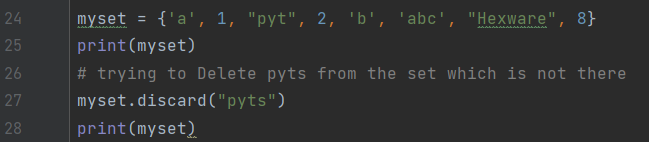 24 myset = {'a', 1, "pyt", 2, 'b', 'abc', "Hexware", 8}
25 print(myset)
26 # trying to Delete pyts from the set which is not there
27 myset.discard("pyts")
28 print(myset)